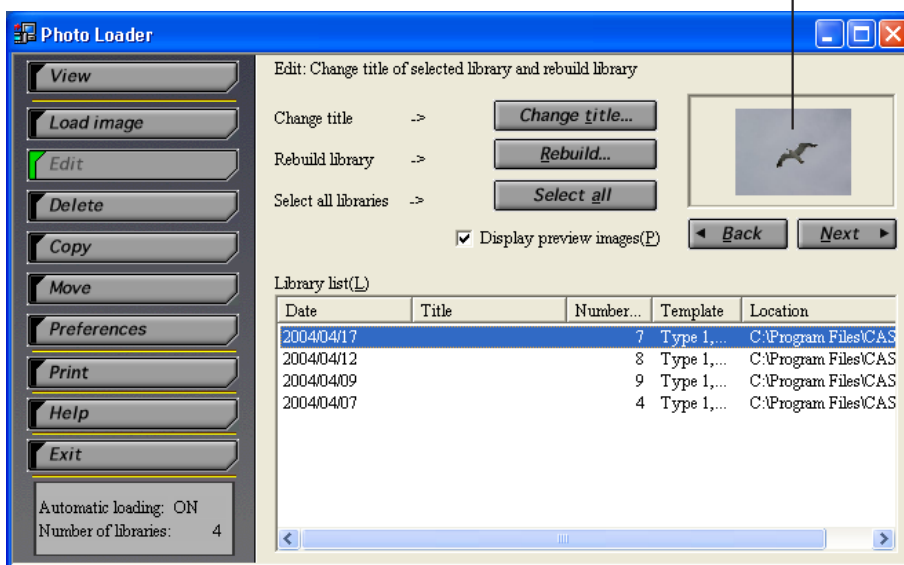 Photo Loader
View
Load image
Edit
Delete
Copy
Move
Preferences
Print
Help
Exit
Automatic loading: ON
Number of libraries: 4
Edit: Change title of selected library and rebuild library
Change title -> Change title...
Rebuild library -> Rebuild...
Select all libraries -> Select all
Display preview images(P)
Back Next
Library list(L)
Date Title Number... Template Location
2004/04/17 7 Type 1,... C:\Program Files\CAS
2004/04/12 8 Type 1,... C:\Program Files\CAS
2004/04/09 9 Type 1,... C:\Program Files\CAS
2004/04/07 4 Type 1,... C:\Program Files\CAS